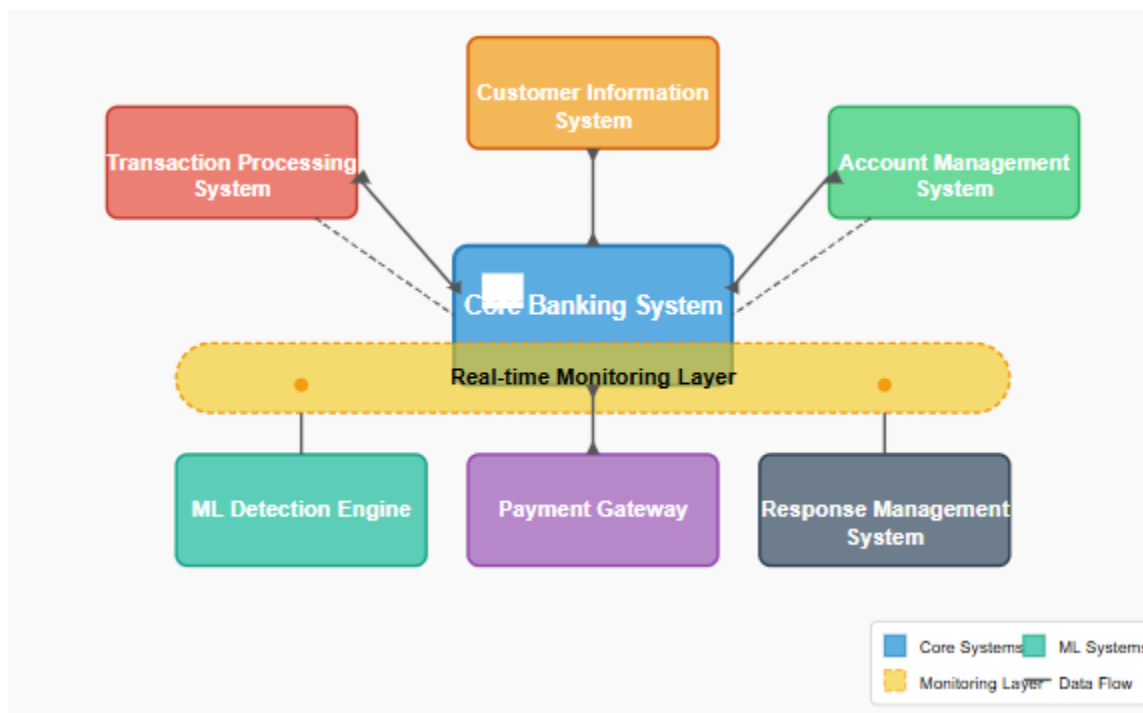 Customer Information
System
Transaction Processing
System
Account Management
System
Core Banking System
Real-time Monitoring Layer
ML Detection Engine
Payment Gateway
Response Management
System
Core Systems
ML Systems
Monitoring Layer
Data Flow